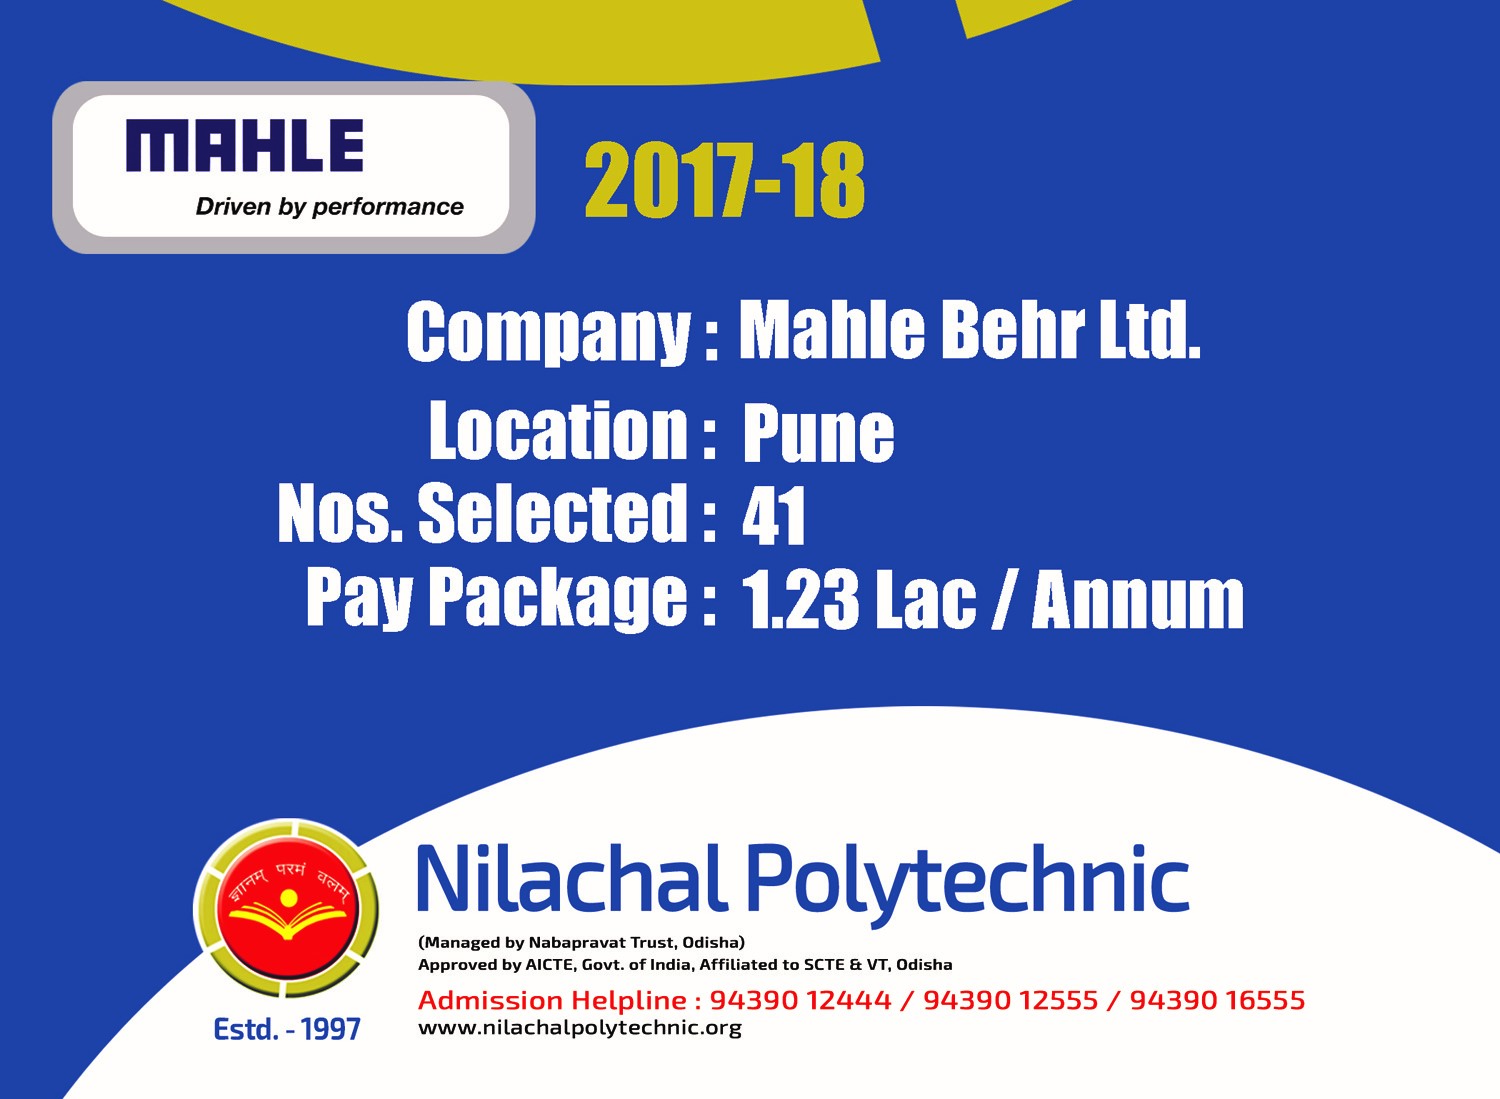 MAHLE
Driven by performance
2017-18
Company : Mahle Behr Ltd.
Location : Pune
Nos. Selected : 41
Pay Package : 1.23 Lac / Annum
ज्ञानम् परमं वलम्
Estd. - 1997
Nilachal Polytechnic
(Managed by Nabapravat Trust, Odisha)
Approved by AICTE, Govt. of India, Affiliated to SCTE & VT, Odisha
Admission Helpline : 94390 12444 / 94390 12555 / 94390 16555
www.nilachalpolytechnic.org